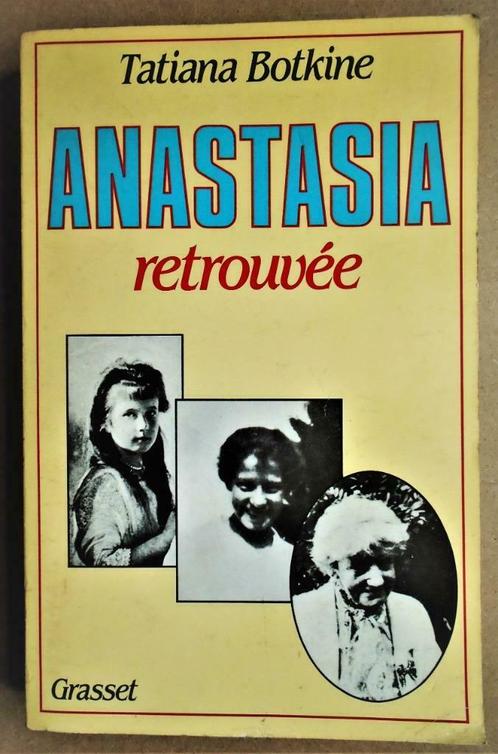 Tatiana Botkine
ANASTASIA
retrouvée
Grasset